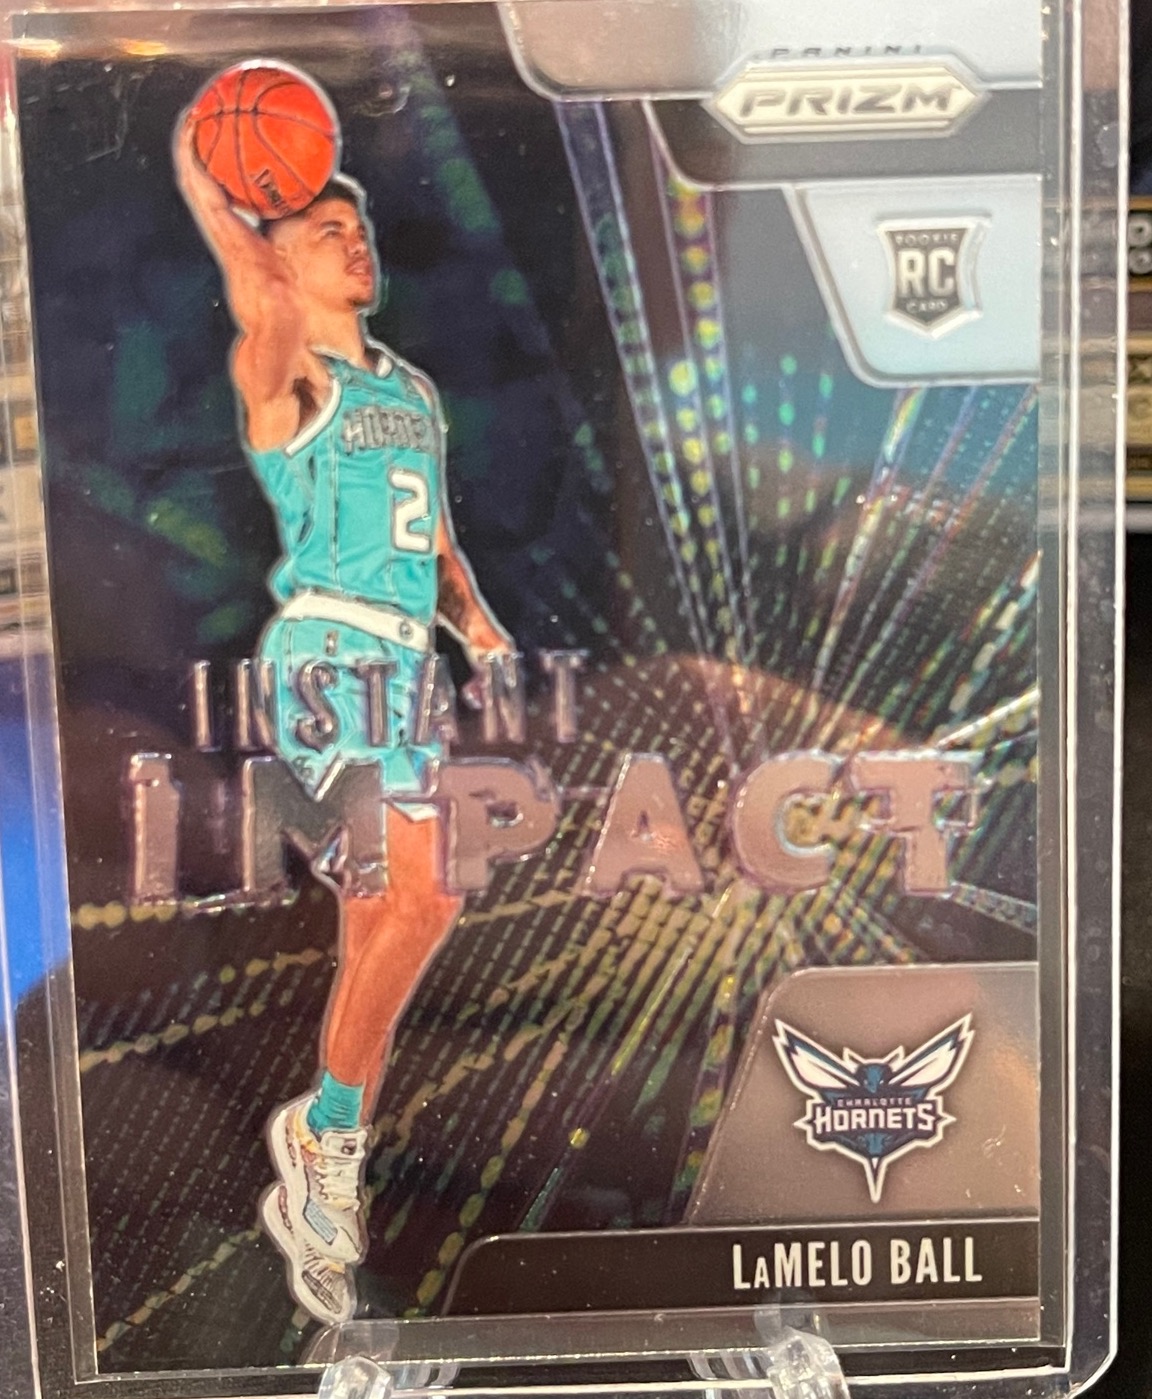 PANINI
PRIZM
ROOKIE
RC
CARD
HORNETS
2
INSTANT
IMPACT
CHARLOTTE
HORNETS
LAMELO BALL